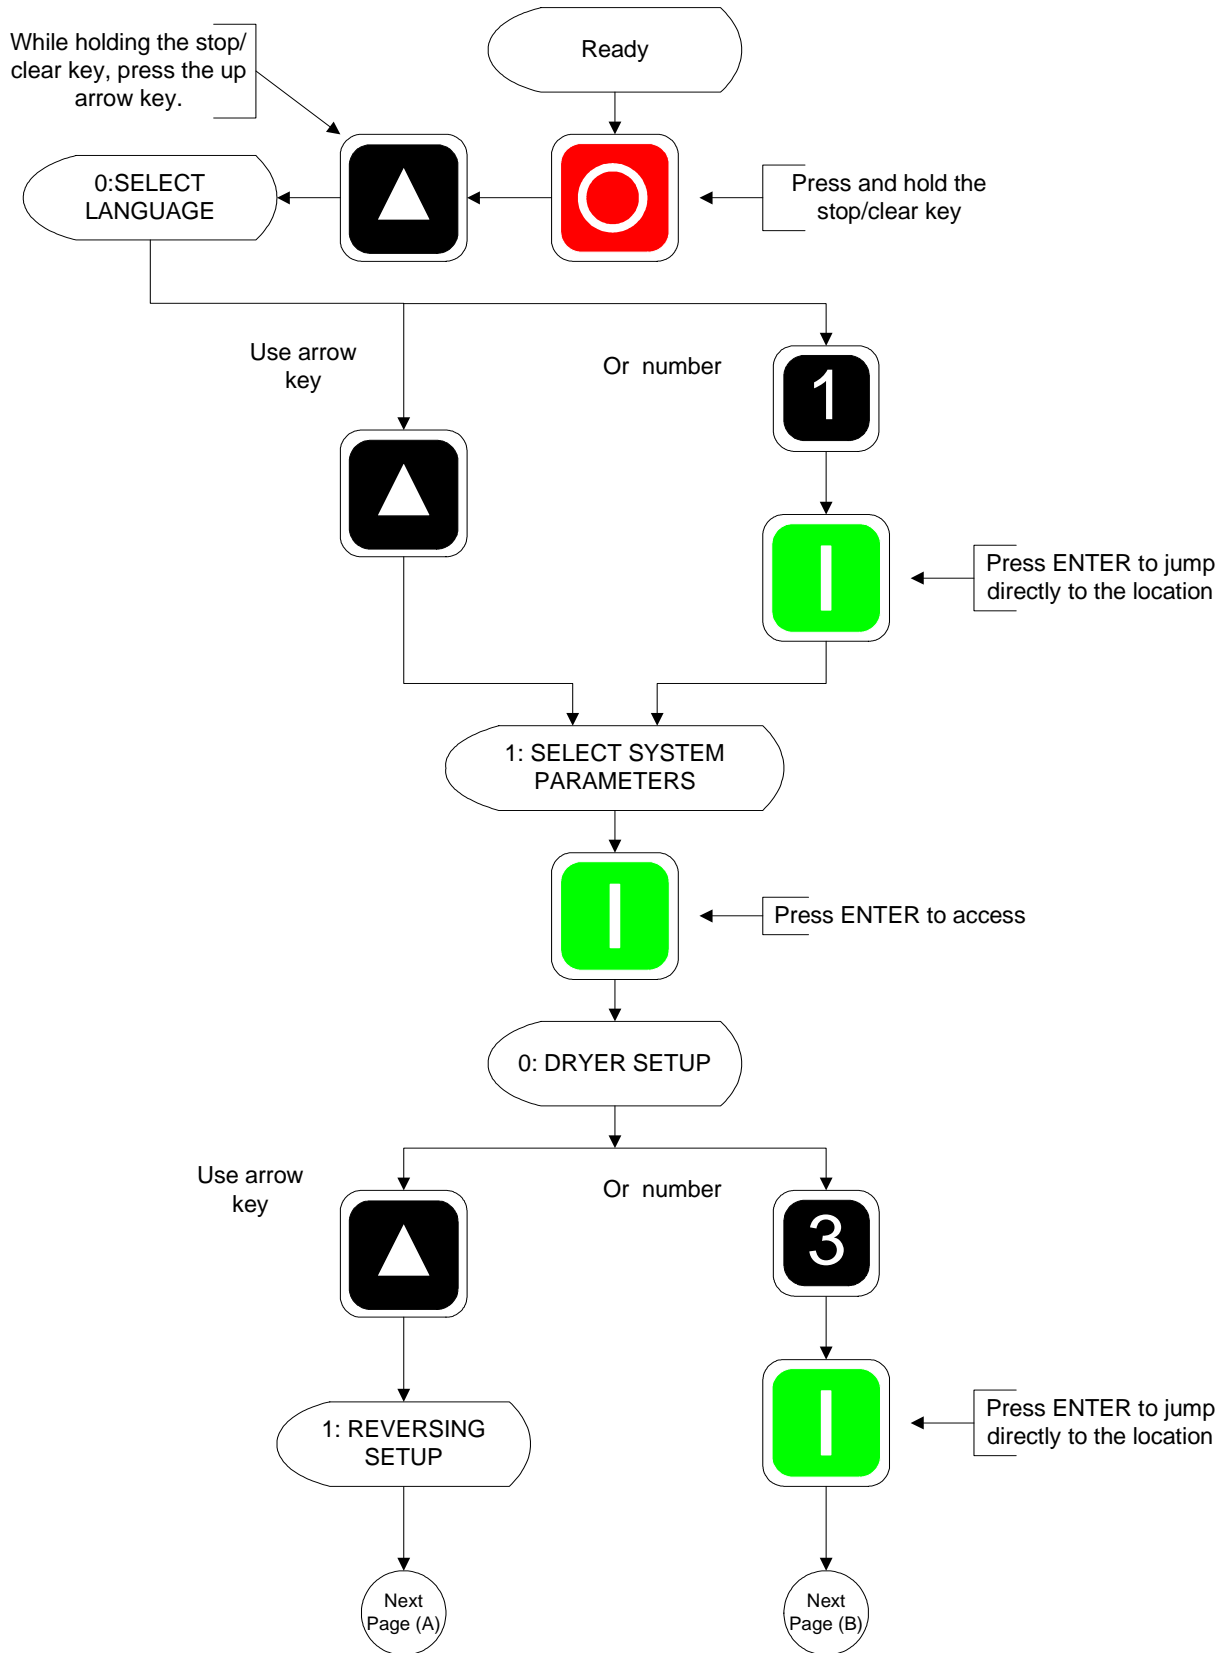 While holding the stop/
clear key, press the up
arrow key.
Ready
0:SELECT
LANGUAGE
Press and hold the
stop/clear key
Use arrow
key
Or number
1
Press ENTER to jump
directly to the location
1: SELECT SYSTEM
PARAMETERS
Press ENTER to access
0: DRYER SETUP
Use arrow
key
Or number
3
1: REVERSING
SETUP
Press ENTER to jump
directly to the location
Next
Page (A)
Next
Page (B)